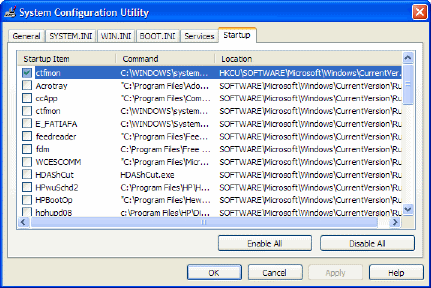 System Configuration Utility
General SYSTEM.INI WIN.INI BOOT.INI Services Startup
Startup Item Command Location
ctfmon C:\WINDOWS\system... HKCU\SOFTWARE\Microsoft\Windows\CurrentVer...
Acrotray "C:\Program Files\Ado... SOFTWARE\Microsoft\Windows\CurrentVersion\Ru
ccApp "C:\Program Files\Com... SOFTWARE\Microsoft\Windows\CurrentVersion\Ru
ctfmon C:\WINDOWS\system... SOFTWARE\Microsoft\Windows\CurrentVersion\Ru
E_FATIAFA C:\WINDOWS\System... SOFTWARE\Microsoft\Windows\CurrentVersion\Ru
feedreader "C:\Program Files\Fee... SOFTWARE\Microsoft\Windows\CurrentVersion\Ru
fdm C:\Program Files\Free ... SOFTWARE\Microsoft\Windows\CurrentVersion\Ru
WCESCOMM "C:\Program Files\Micr... SOFTWARE\Microsoft\Windows\CurrentVersion\Ru
HDAShCut HDAShCut.exe SOFTWARE\Microsoft\Windows\CurrentVersion\Ru
HPwuSchd2 C:\Program Files\HP\H... SOFTWARE\Microsoft\Windows\CurrentVersion\Ru
HPBootOp "C:\Program Files\Hew... SOFTWARE\Microsoft\Windows\CurrentVersion\Ru
hphupd08 c:\Program Files\HP\Di... SOFTWARE\Microsoft\Windows\CurrentVersion\Ru
Enable All Disable All
OK Cancel Apply Help